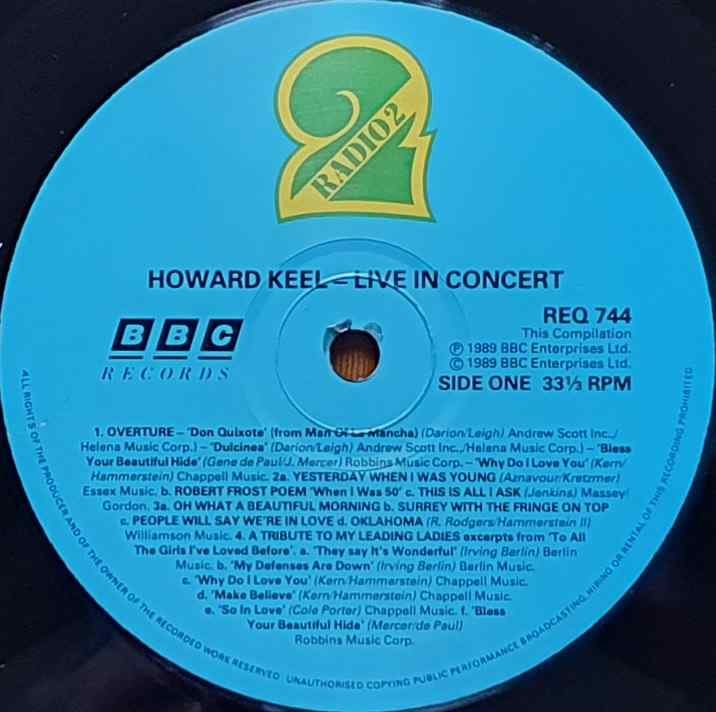 RADIO 2
HOWARD KEEL – LIVE IN CONCERT
BBC
RECORDS
REQ 744
This Compilation
Ⓟ 1989 BBC Enterprises Ltd.
© 1989 BBC Enterprises Ltd.
SIDE ONE 33⅓ RPM
1. OVERTURE – 'Don Quixote' (from Man Of La Mancha) (Darion/Leigh) Andrew Scott Inc../
Helena Music Corp.) – 'Dulcinea' (Darion/Leigh) Andrew Scott Inc../Helena Music Corp.) – 'Bless
Your Beautiful Hide' (Gene de Paul/J. Mercer) Robbins Music Corp. – 'Why Do I Love You' (Kern/
Hammerstein) Chappell Music. 2a. YESTERDAY WHEN I WAS YOUNG (Aznavour/Kretzmer)
Essex Music. b. ROBERT FROST POEM 'When I Was 50' c. THIS IS ALL I ASK (Jenkins) Massey/
Gordon. 3a. OH WHAT A BEAUTIFUL MORNING b. SURREY WITH THE FRINGE ON TOP
c. PEOPLE WILL SAY WE'RE IN LOVE d. OKLAHOMA (R. Rodgers/Hammerstein II)
Williamson Music. 4. A TRIBUTE TO MY LEADING LADIES excerpts from 'To All
The Girls I've Loved Before'. a. 'They say It's Wonderful' (Irving Berlin) Berlin
Music. b. 'My Defenses Are Down' (Irving Berlin) Berlin Music.
c. 'Why Do I Love You' (Kern/Hammerstein) Chappell Music.
d. 'Make Believe' (Kern/Hammerstein) Chappell Music.
e. 'So In Love' (Cole Porter) Chappell Music. f. 'Bless
Your Beautiful Hide' (Mercer/de Paul)
Robbins Music Corp.
ALL RIGHTS OF THE PRODUCER AND OF THE OWNER OF THE RECORDED WORK RESERVED UNAUTHORISED COPYING PUBLIC PERFORMANCE BROADCASTING, HIRING OR RENTAL OF THIS RECORDING PROHIBITED